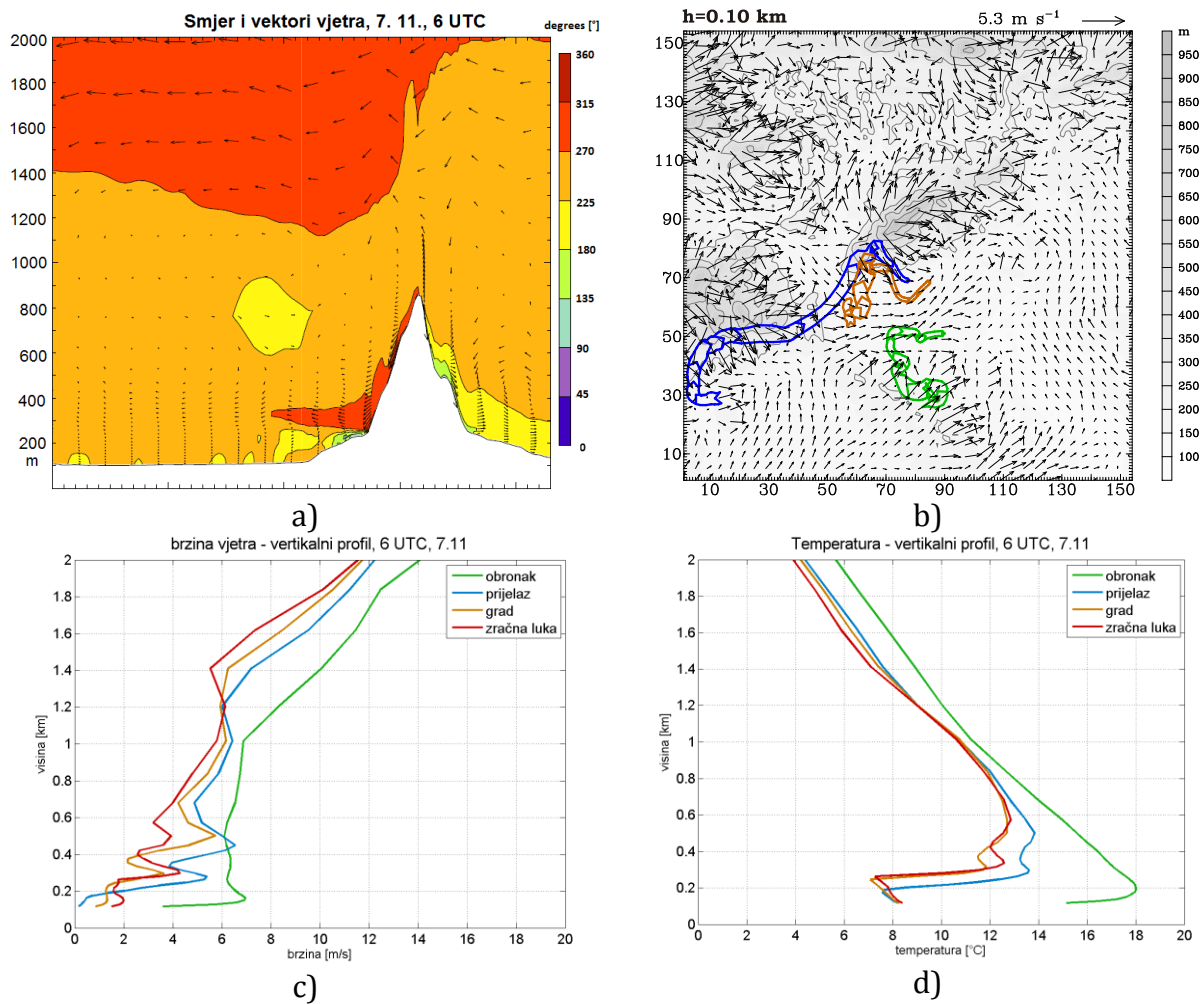 Smjer i vektori vjetra, 7. 11., 6 UTC
degrees [°]
2000
1800
1600
1400
1200
1000
800
600
400
200
m
360
315
270
225
180
135
90
45
0
a)
h=0.10 km
5.3 m s⁻¹
150
130
110
90
70
50
30
10
10 30 50 70 90 110 130 150
m
950
900
850
800
750
700
650
600
550
500
450
400
350
300
250
200
150
100
b)
brzina vjetra - vertikalni profil, 6 UTC, 7.11
obronak
prijelaz
grad
zračna luka
visina [km]
2
1.8
1.6
1.4
1.2
1
0.8
0.6
0.4
0.2
0
0 2 4 6 8 10 12 14 16 18 20
brzina [m/s]
c)
Temperatura - vertikalni profil, 6 UTC, 7.11
obronak
prijelaz
grad
zračna luka
visina [km]
2
1.8
1.6
1.4
1.2
1
0.8
0.6
0.4
0.2
0
0 2 4 6 8 10 12 14 16 18 20
temperatura [°C]
d)